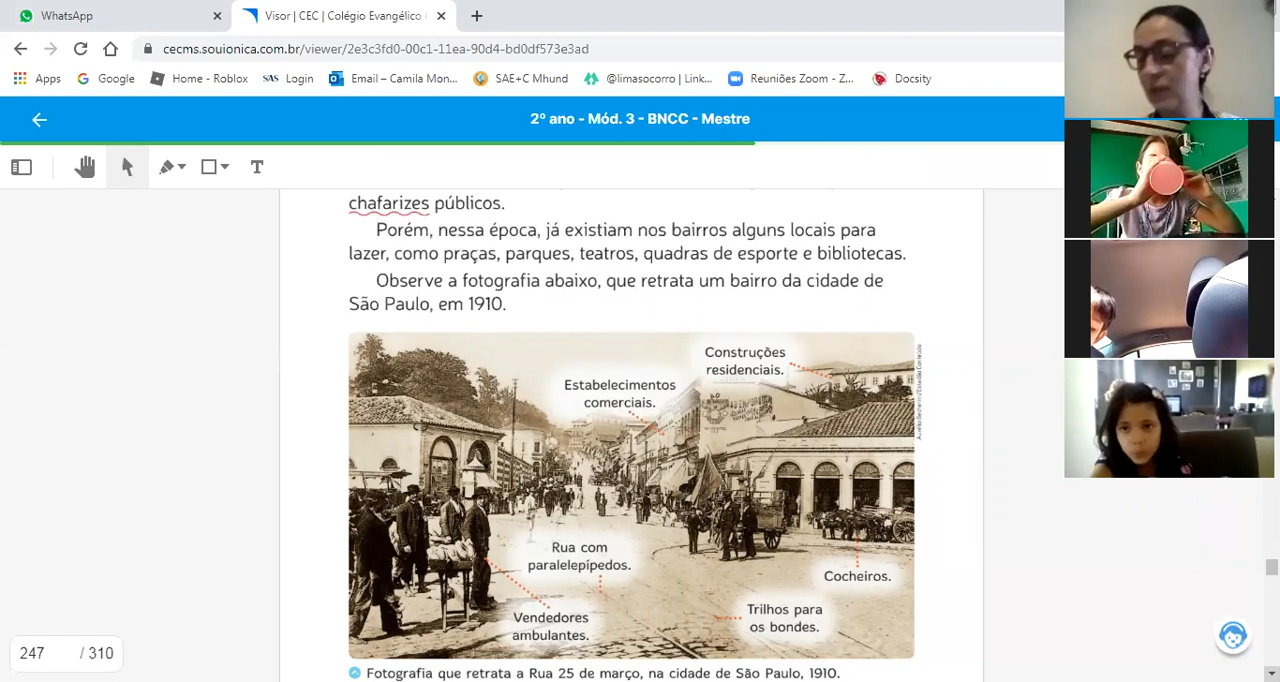 WhatsApp
Visor | CEC | Colégio Evangélico
cecms.souionica.com.br/viewer/2e3c3fd0-00c1-11ea-90d4-bd0df573e3ad
Apps Google Home - Roblox SAS Login Email – Camila Mon... SAE+C Mhund @limasocorro | Link... Reuniões Zoom - Z... Docsity
2º ano - Mód. 3 - BNCC - Mestre
T
chafarizes públicos.
Porém, nessa época, já existiam nos bairros alguns locais para
lazer, como praças, parques, teatros, quadras de esporte e bibliotecas.
Observe a fotografia abaixo, que retrata um bairro da cidade de
São Paulo, em 1910.
Construções
residenciais.
Estabelecimentos
comerciais.
Rua com
paralelepípedos.
Cocheiros.
Vendedores
ambulantes.
Trilhos para
os bondes.
247 / 310
Fotografia que retrata a Rua 25 de março, na cidade de São Paulo, 1910.